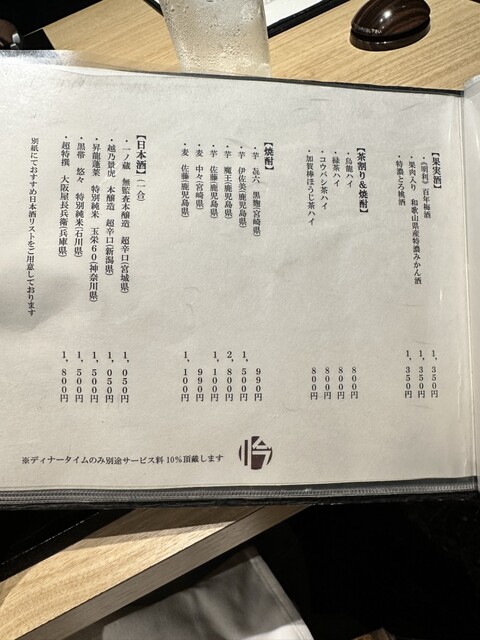 【果実酒】
・《明利》百年梅酒 1,350円
・果肉入り 和歌山県産特濃みかん酒 1,350円
・特濃とろ桃酒 1,350円
【茶割り&焼酎】
・烏龍ハイ 800円
・緑茶ハイ 800円
・コウバシ茶ハイ 800円
・加賀棒ほうじ茶ハイ 800円
【焼酎】
・芋 㐂六 黒麹(宮崎県) 990円
・芋 伊佐美(鹿児島県) 1,500円
・芋 魔王(鹿児島県) 2,800円
・芋 佐藤(鹿児島県) 1,100円
・麦 中々(宮崎県) 990円
・麦 佐藤(鹿児島県) 1,100円
【日本酒】(一合)
・一ノ蔵 無監査本醸造 超辛口(宮城県) 1,050円
・越乃景虎 本醸造 超辛口(新潟県) 1,050円
・昇龍蓬莱 特別純米 玉栄60(神奈川県) 1,500円
・黒帯 悠々 特別純米(石川県) 1,500円
・超特撰 大阪屋長兵衛(兵庫県) 1,800円
別紙にておすすめ日本酒リストをご用意しております
※ディナータイムのみ別途サービス料10%頂戴します